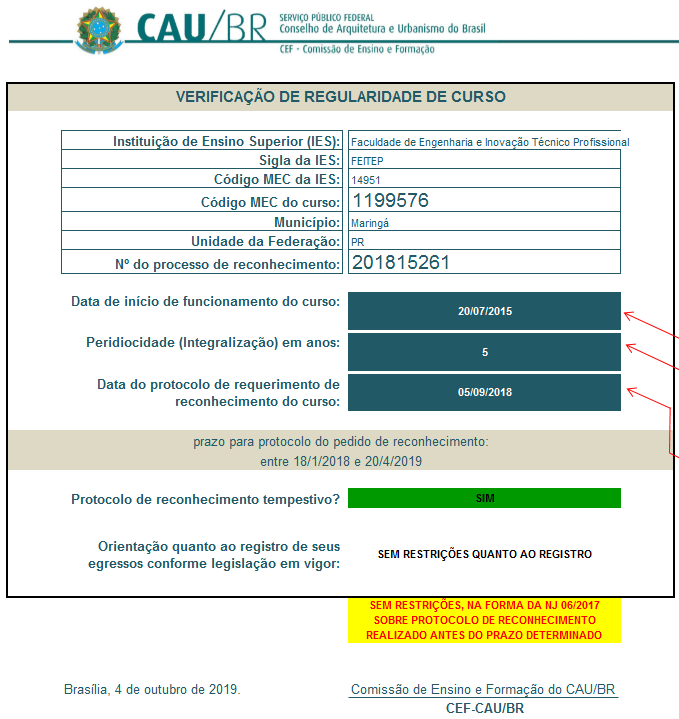 CAU/BR
SERVIÇO PÚBLICO FEDERAL
Conselho de Arquitetura e Urbanismo do Brasil
CEF - Comissão de Ensino e Formação
VERIFICAÇÃO DE REGULARIDADE DE CURSO
Instituição de Ensino Superior (IES): Faculdade de Engenharia e Inovação Técnico Profissional
Sigla da IES: FEITEP
Código MEC da IES: 14951
Código MEC do curso: 1199576
Município: Maringá
Unidade da Federação: PR
Nº do processo de reconhecimento: 201815261
Data de início de funcionamento do curso: 20/07/2015
Peridiocidade (Integralização) em anos: 5
Data do protocolo de requerimento de
reconhecimento do curso: 05/09/2018
prazo para protocolo do pedido de reconhecimento:
entre 18/1/2018 e 20/4/2019
Protocolo de reconhecimento tempestivo? SIM
Orientação quanto ao registro de seus
egressos conforme legislação em vigor: SEM RESTRIÇÕES QUANTO AO REGISTRO
SEM RESTRIÇÕES, NA FORMA DA NJ 06/2017
SOBRE PROTOCOLO DE RECONHECIMENTO
REALIZADO ANTES DO PRAZO DETERMINADO
Brasília, 4 de outubro de 2019. Comissão de Ensino e Formação do CAU/BR
CEF-CAU/BR